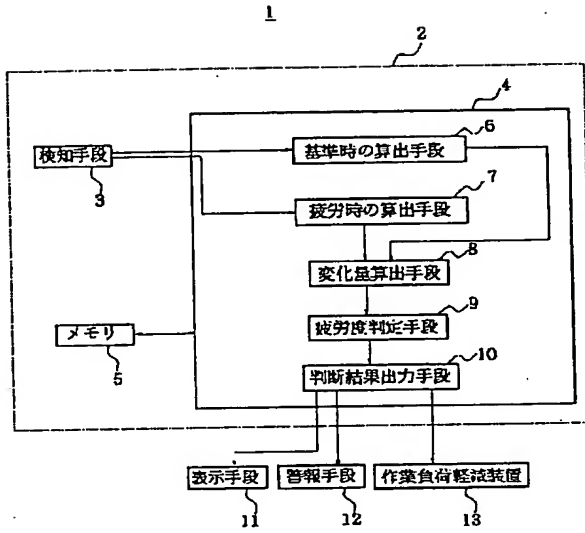 1
2
4
6
検知手段
3
基準時の算出手段
7
疲労時の算出手段
8
変化量算出手段
9
メモリ
5
疲労度判定手段
10
判断結果出力手段
表示手段
11
警報手段
12
作業負荷軽減装置
13